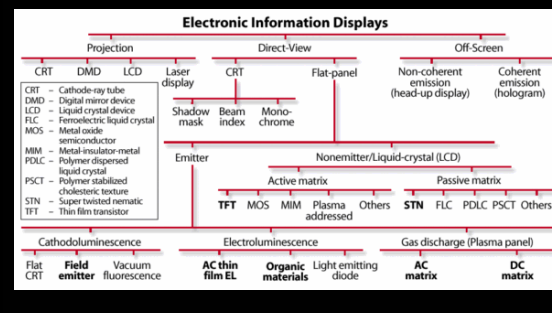 Electronic Information Displays
Projection Direct-View Off-Screen
CRT DMD LCD Laser display CRT Flat-panel Non-coherent emission (head-up display) Coherent emission (hologram)
CRT – Cathode-ray tube
DMD – Digital mirror device
LCD – Liquid crystal device
FLC – Ferroelectric liquid crystal
MOS – Metal oxide
semiconductor
MIM – Metal-insulator-metal
PDLC – Polymer dispersed
liquid crystal
PSCT – Polymer stabilized
cholesteric texture
STN – Super twisted nematic
TFT – Thin film transistor
Shadow mask Beam index Mono-chrome
Emitter Nonemitter/Liquid-crystal (LCD)
Active matrix Passive matrix
TFT MOS MIM Plasma addressed Others STN FLC PDLC PSCT Others
Cathodoluminescence Electroluminescence Gas discharge (Plasma panel)
Flat CRT Field emitter Vacuum fluorescence AC thin film EL Organic materials Light emitting diode AC matrix DC matrix